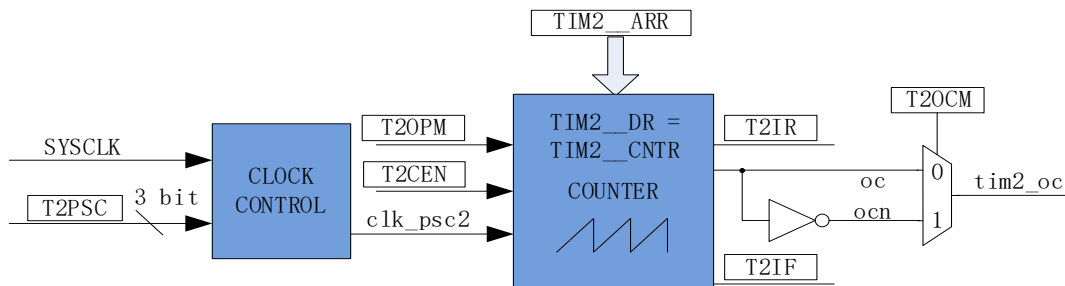 TIM2__ARR
SYSCLK
T2PSC
3 bit
CLOCK
CONTROL
T2OPM
T2CEN
clk_psc2
TIM2__DR =
TIM2__CNTR
COUNTER
T2IR
oc
ocn
T2IF
T2OCM
0
1
tim2_oc